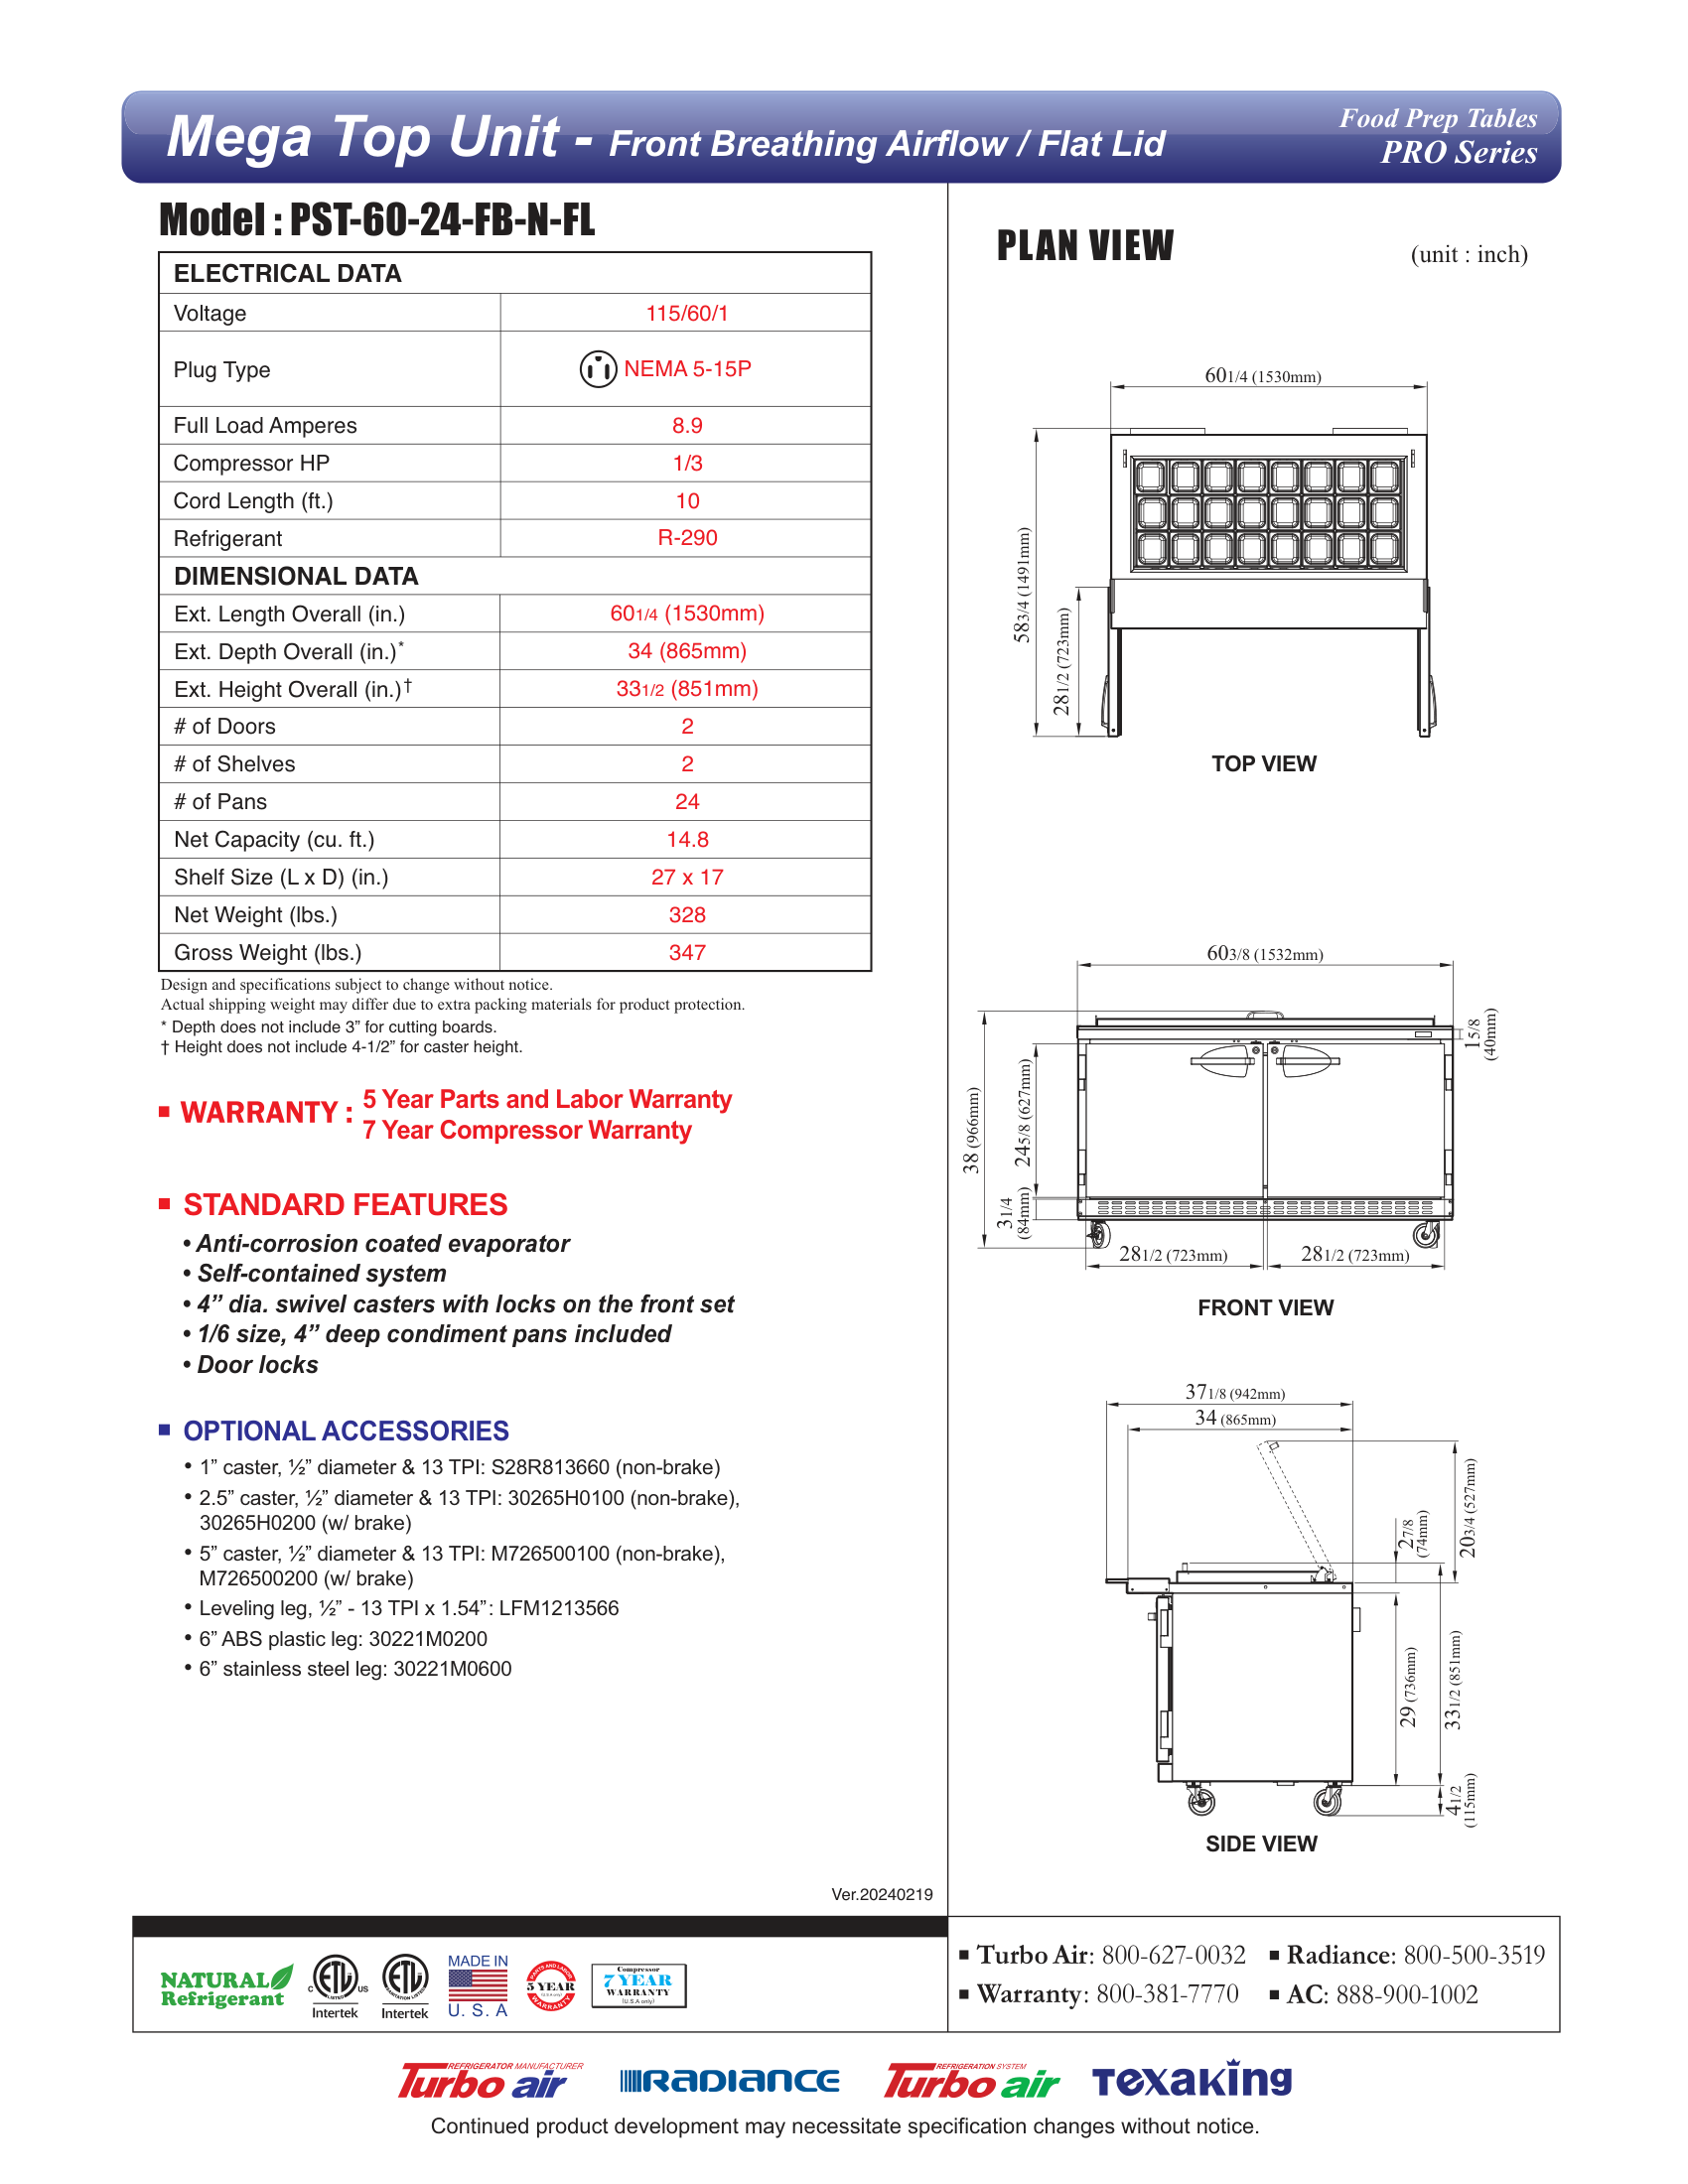 Mega Top Unit - Front Breathing Airflow / Flat Lid
Food Prep Tables
PRO Series
Model : PST-60-24-FB-N-FL
ELECTRICAL DATA
Voltage 115/60/1
Plug Type NEMA 5-15P
Full Load Amperes 8.9
Compressor HP 1/3
Cord Length (ft.) 10
Refrigerant R-290
DIMENSIONAL DATA
Ext. Length Overall (in.) 60 1/4 (1530mm)
Ext. Depth Overall (in.)* 34 (865mm)
Ext. Height Overall (in.)† 33 1/2 (851mm)
# of Doors 2
# of Shelves 2
# of Pans 24
Net Capacity (cu. ft.) 14.8
Shelf Size (L x D) (in.) 27 x 17
Net Weight (lbs.) 328
Gross Weight (lbs.) 347
Design and specifications subject to change without notice.
Actual shipping weight may differ due to extra packing materials for product protection.
* Depth does not include 3” for cutting boards.
† Height does not include 4-1/2” for caster height.
■ WARRANTY : 5 Year Parts and Labor Warranty
7 Year Compressor Warranty
■ STANDARD FEATURES
• Anti-corrosion coated evaporator
• Self-contained system
• 4” dia. swivel casters with locks on the front set
• 1/6 size, 4” deep condiment pans included
• Door locks
■ OPTIONAL ACCESSORIES
• 1” caster, ½” diameter & 13 TPI: S28R813660 (non-brake)
• 2.5” caster, ½” diameter & 13 TPI: 30265H0100 (non-brake),
30265H0200 (w/ brake)
• 5” caster, ½” diameter & 13 TPI: M726500100 (non-brake),
M726500200 (w/ brake)
• Leveling leg, ½” - 13 TPI x 1.54”: LFM1213566
• 6” ABS plastic leg: 30221M0200
• 6” stainless steel leg: 30221M0600
Ver.20240219
PLAN VIEW
(unit : inch)
60 1/4 (1530mm)
58 3/4 (1491mm)
28 1/2 (723mm)
TOP VIEW
60 3/8 (1532mm)
1 5/8
(40mm)
38 (966mm)
24 5/8 (627mm)
3 1/4
(84mm)
28 1/2 (723mm)
28 1/2 (723mm)
FRONT VIEW
37 1/8 (942mm)
34 (865mm)
20 3/4 (527mm)
2 7/8
(74mm)
29 (736mm)
33 1/2 (851mm)
4 1/2
(115mm)
SIDE VIEW
NATURAL
Refrigerant
C ETL US
LISTED
Intertek
ETL
SANITATION LISTED
Intertek
MADE IN
U. S. A
PARTS AND LABOR
5 YEAR
(U.S.A only)
WARRANTY
Compressor
7 YEAR
WARRANTY
(U.S.A only)
■ Turbo Air: 800-627-0032
■ Radiance: 800-500-3519
■ Warranty: 800-381-7770
■ AC: 888-900-1002
REFRIGERATOR MANUFACTURER
Turbo air
RADIANCE
REFRIGERATION SYSTEM
Turbo air
Texaking
Continued product development may necessitate specification changes without notice.